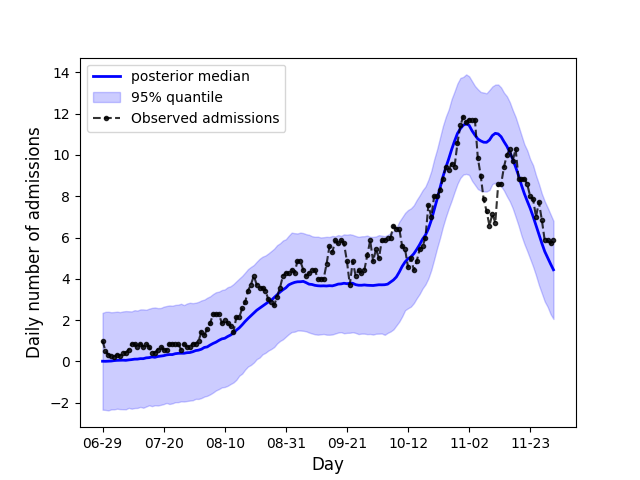 posterior median
95% quantile
Observed admissions
Daily number of admissions
14
12
10
8
6
4
2
0
−2
06-29 07-20 08-10 08-31 09-21 10-12 11-02 11-23
Day